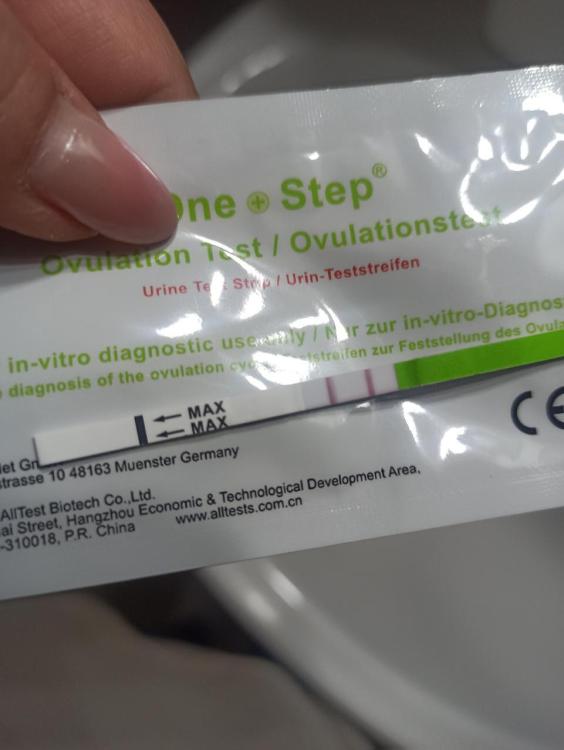 One + Step®
Ovulation Test / Ovulationstest
Urine Test Strip / Urin-Teststreifen
in-vitro diagnostic use only / Nur zur in-vitro-Diagnos
diagnosis of the ovulation Teststreifen zur Feststellung des Ovula
MAX
MAX
strasse 10 48163 Muenster Germany
CE
AllTest Biotech Co.,Ltd.
ai Street, Hangzhou Economic & Technological Development Area,
-310018, P.R. China
www.alltests.com.cn